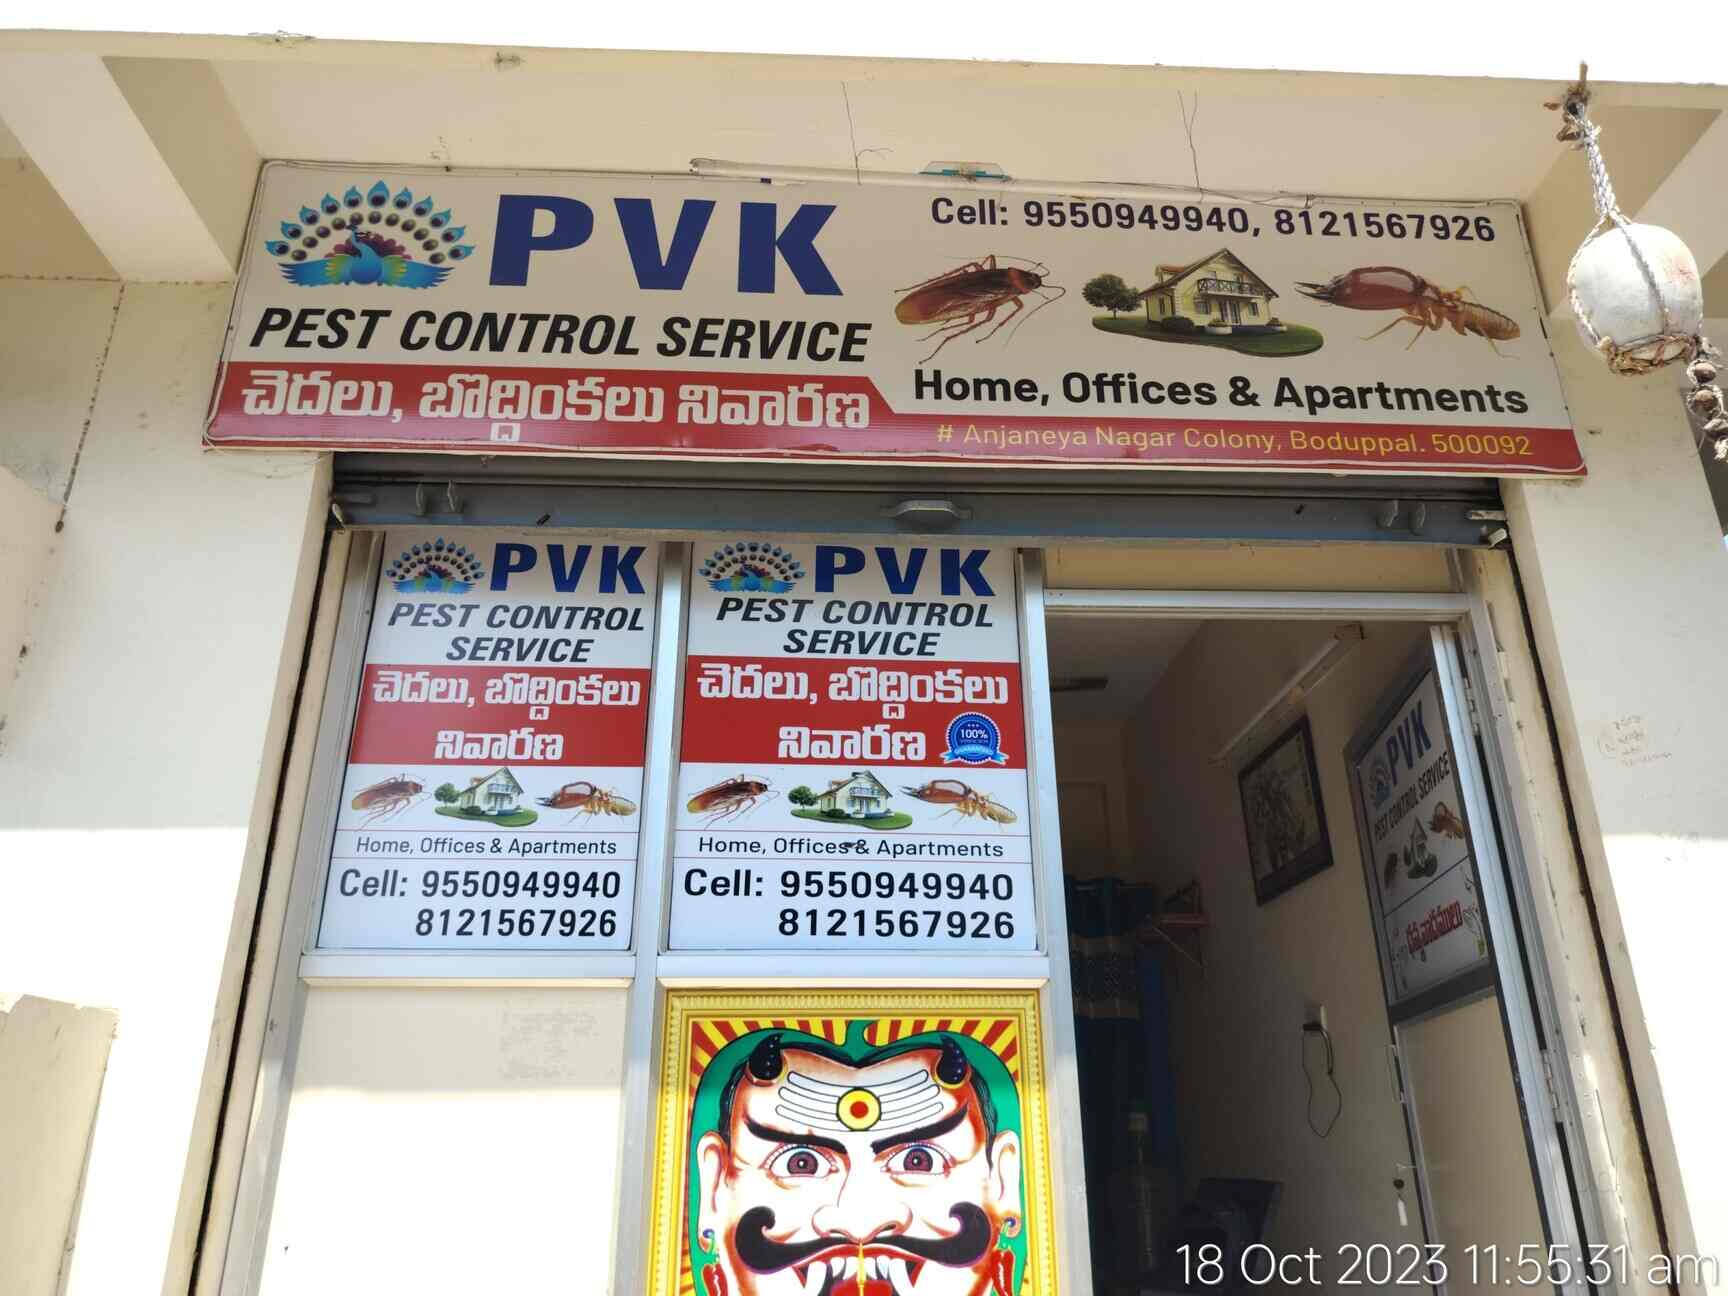 PVK
PEST CONTROL SERVICE
చెదలు, బొద్దింకలు నివారణ
Cell: 9550949940, 8121567926
Home, Offices & Apartments
# Anjaneya Nagar Colony, Boduppal. 500092
PVK
PEST CONTROL
SERVICE
చెదలు, బొద్దింకలు
నివారణ
Home, Offices & Apartments
Cell: 9550949940
8121567926
PVK
PEST CONTROL
SERVICE
చెదలు, బొద్దింకలు
నివారణ
100%
GUARANTEED
Home, Offices & Apartments
Cell: 9550949940
8121567926
PVK
PEST CONTROL SERVICE
18 Oct 2023 11:55:31 am